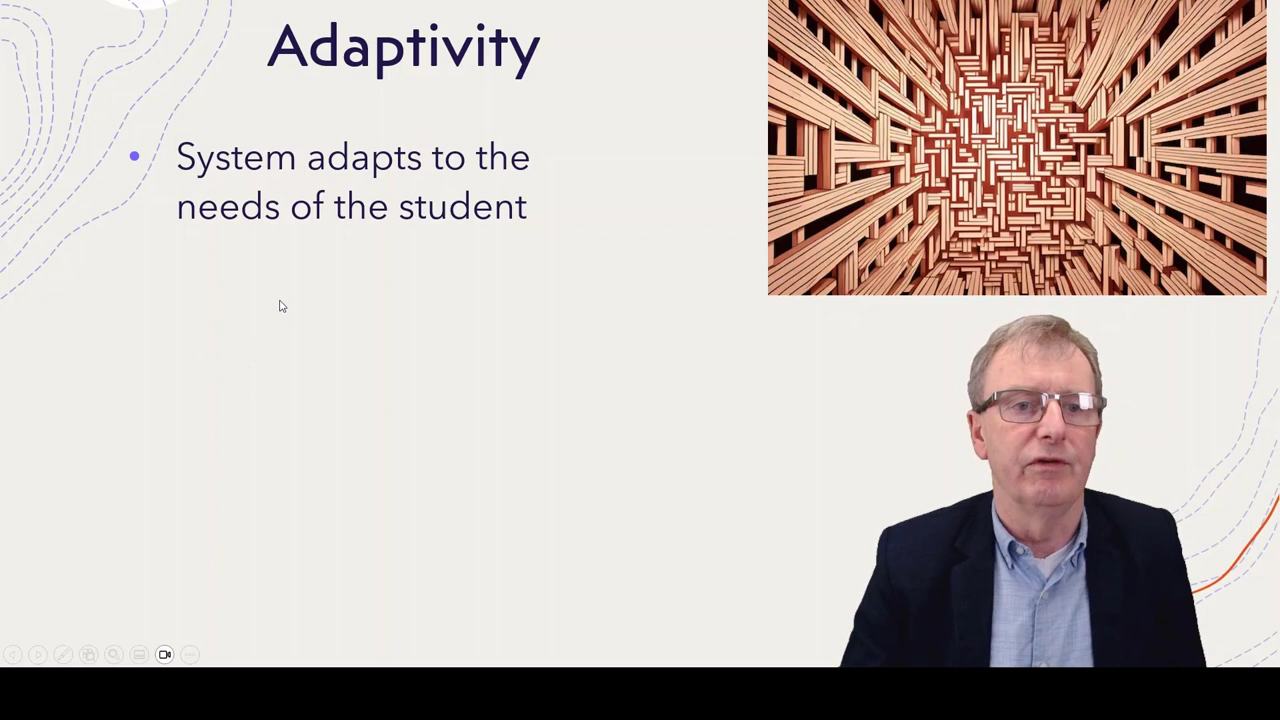 Adaptivity
• System adapts to the
needs of the student